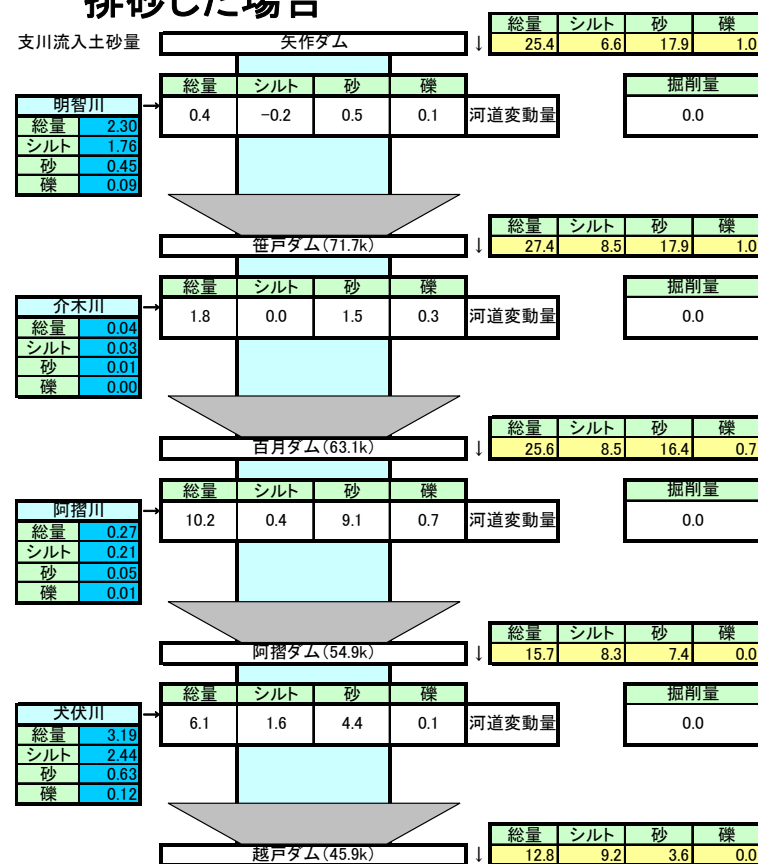 排砂した場合
支川流入土砂量 矢作ダム ↓ 総量 シルト 砂 礫
25.4 6.6 17.9 1.0
総量 シルト 砂 礫 掘削量
明智川 → 0.4 −0.2 0.5 0.1 河道変動量 0.0
総量 2.30
シルト 1.76
砂 0.45
礫 0.09
総量 シルト 砂 礫
笹戸ダム(71.7k) ↓ 27.4 8.5 17.9 1.0
総量 シルト 砂 礫 掘削量
介木川 → 1.8 0.0 1.5 0.3 河道変動量 0.0
総量 0.04
シルト 0.03
砂 0.01
礫 0.00
総量 シルト 砂 礫
百月ダム(63.1k) ↓ 25.6 8.5 16.4 0.7
総量 シルト 砂 礫 掘削量
阿摺川 → 10.2 0.4 9.1 0.7 河道変動量 0.0
総量 0.27
シルト 0.21
砂 0.05
礫 0.01
総量 シルト 砂 礫
阿摺ダム(54.9k) ↓ 15.7 8.3 7.4 0.0
総量 シルト 砂 礫 掘削量
犬伏川 → 6.1 1.6 4.4 0.1 河道変動量 0.0
総量 3.19
シルト 2.44
砂 0.63
礫 0.12
総量 シルト 砂 礫
越戸ダム(45.9k) ↓ 12.8 9.2 3.6 0.0